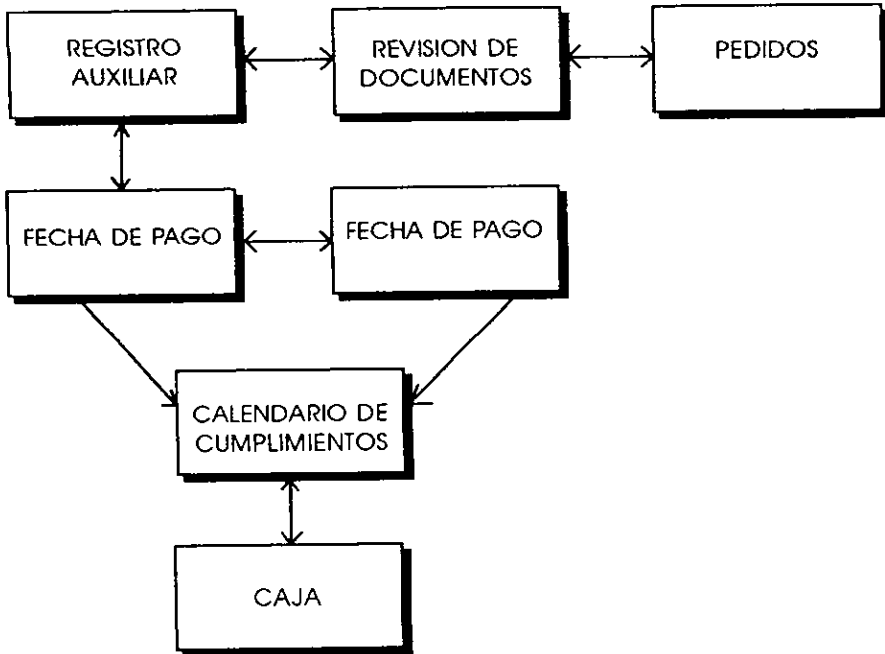 REGISTRO
AUXILIAR
REVISION DE
DOCUMENTOS
PEDIDOS
FECHA DE PAGO
FECHA DE PAGO
CALENDARIO DE
CUMPLIMIENTOS
CAJA